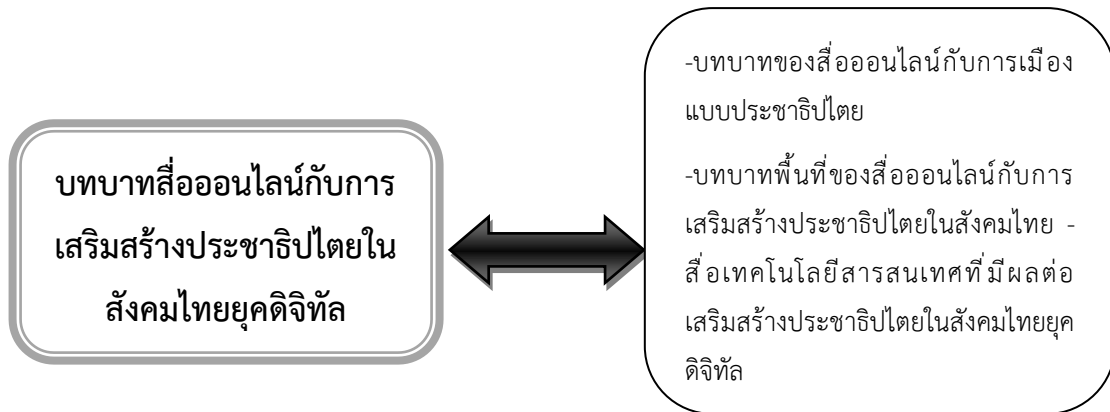 บทบาทสื่อออนไลน์กับการ
เสริมสร้างประชาธิปไตยใน
สังคมไทยยุคดิจิทัล
-บทบาทของสื่อออนไลน์กับการเมือง
แบบประชาธิปไตย
-บทบาทพื้นที่ของสื่อออนไลน์กับการ
เสริมสร้างประชาธิปไตยในสังคมไทย -
สื่อเทคโนโลยีสารสนเทศที่มีผลต่อ
เสริมสร้างประชาธิปไตยในสังคมไทยยุค
ดิจิทัล